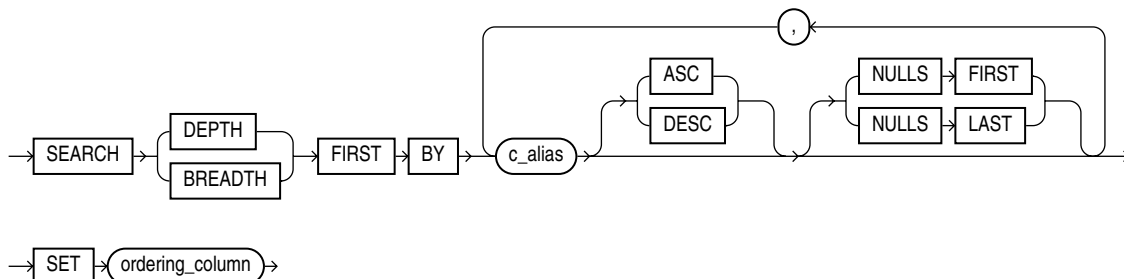 ,
ASC NULLS FIRST
DEPTH DESC NULLS LAST
SEARCH FIRST BY c_alias
BREADTH
SET ordering_column